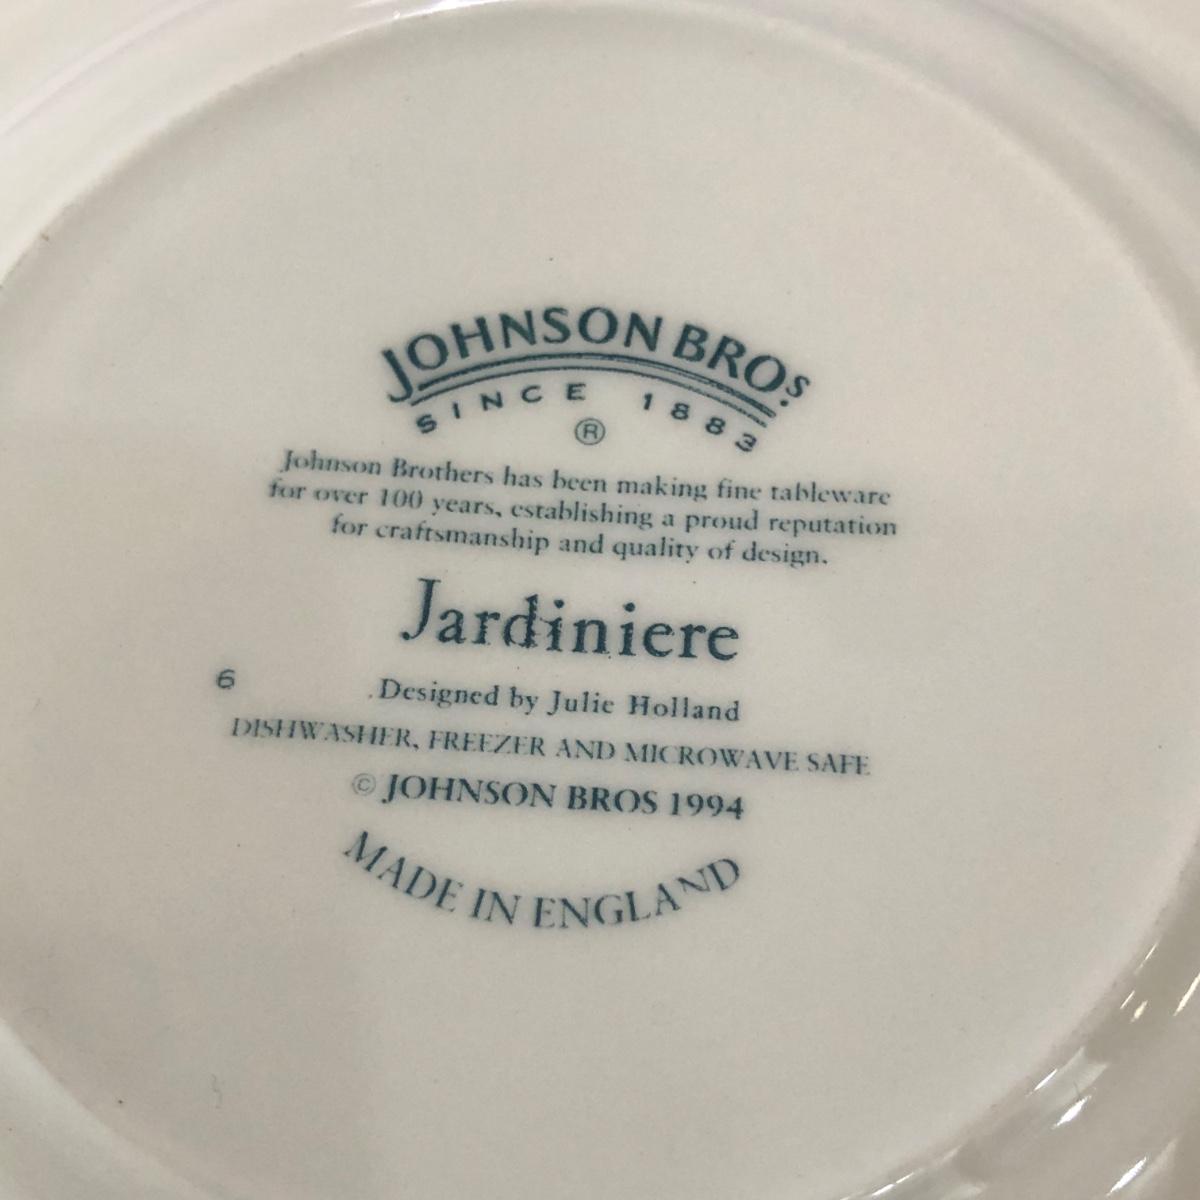 JOHNSON BROS.
SINCE 1883
®
Johnson Brothers has been making fine tableware
for over 100 years, establishing a proud reputation
for craftsmanship and quality of design.
Jardiniere
6
Designed by Julie Holland
DISHWASHER, FREEZER AND MICROWAVE SAFE
© JOHNSON BROS 1994
MADE IN ENGLAND